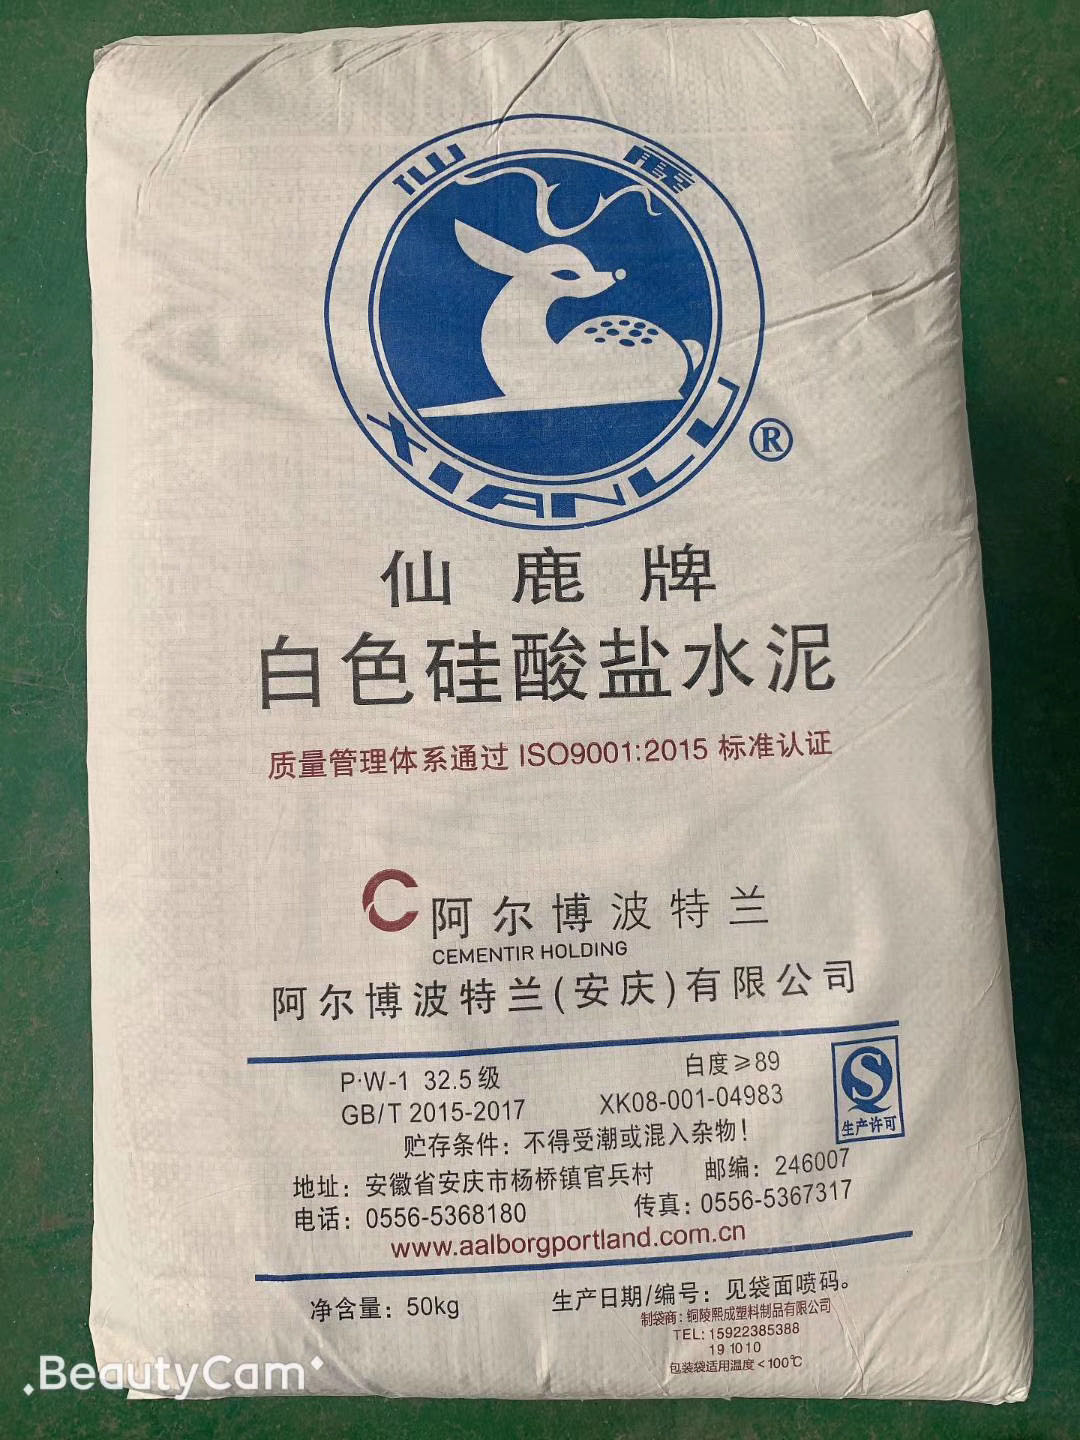 仙鹿
XIANLU
®
仙鹿牌
白色硅酸盐水泥
质量管理体系通过 ISO9001:2015 标准认证
C 阿尔博波特兰
CEMENTIR HOLDING
阿尔博波特兰(安庆)有限公司
P·W-1 32.5级 白度≥89
GB/T 2015-2017 XK08-001-04983
生产许可
贮存条件：不得受潮或混入杂物！
地址：安徽省安庆市杨桥镇官兵村 邮编：246007
电话：0556-5368180 传真：0556-5367317
www.aalborgportland.com.cn
净含量：50kg 生产日期/编号：见袋面喷码。
制袋商：铜陵熙成塑料制品有限公司
TEL: 15922385388
19 10 10
包装袋适用温度<100℃
BeautyCam